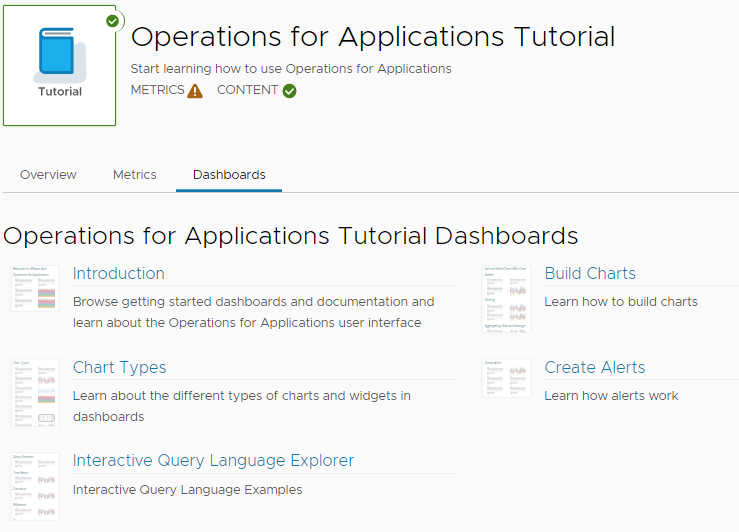 Tutorial
Operations for Applications Tutorial
Start learning how to use Operations for Applications
METRICS CONTENT
Overview Metrics Dashboards
Operations for Applications Tutorial Dashboards
Introduction
Browse getting started dashboards and documentation and
learn about the Operations for Applications user interface
Build Charts
Learn how to build charts
Chart Types
Learn about the different types of charts and widgets in
dashboards
Create Alerts
Learn how alerts work
Interactive Query Language Explorer
Interactive Query Language Examples